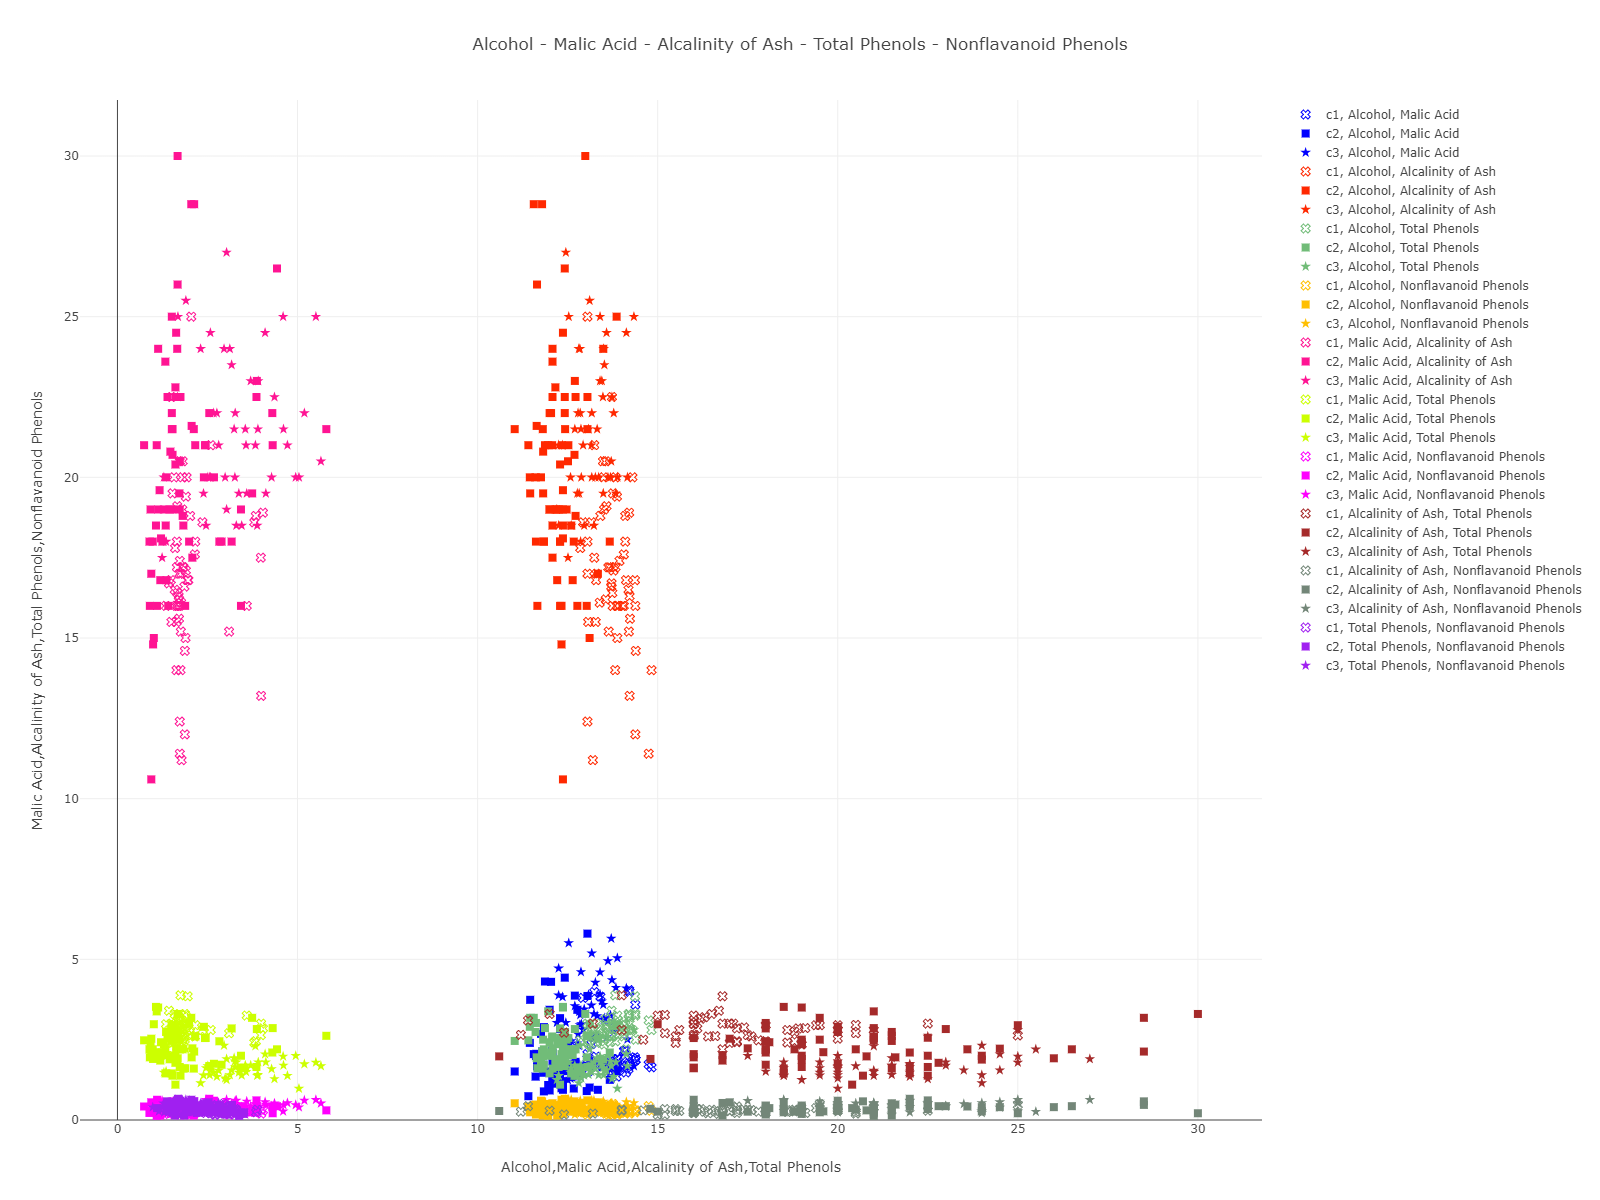 Alcohol - Malic Acid - Alcalinity of Ash - Total Phenols - Nonflavanoid Phenols
c1, Alcohol, Malic Acid
c2, Alcohol, Malic Acid
c3, Alcohol, Malic Acid
c1, Alcohol, Alcalinity of Ash
c2, Alcohol, Alcalinity of Ash
c3, Alcohol, Alcalinity of Ash
c1, Alcohol, Total Phenols
c2, Alcohol, Total Phenols
c3, Alcohol, Total Phenols
c1, Alcohol, Nonflavanoid Phenols
c2, Alcohol, Nonflavanoid Phenols
c3, Alcohol, Nonflavanoid Phenols
c1, Malic Acid, Alcalinity of Ash
c2, Malic Acid, Alcalinity of Ash
c3, Malic Acid, Alcalinity of Ash
c1, Malic Acid, Total Phenols
c2, Malic Acid, Total Phenols
c3, Malic Acid, Total Phenols
c1, Malic Acid, Nonflavanoid Phenols
c2, Malic Acid, Nonflavanoid Phenols
c3, Malic Acid, Nonflavanoid Phenols
c1, Alcalinity of Ash, Total Phenols
c2, Alcalinity of Ash, Total Phenols
c3, Alcalinity of Ash, Total Phenols
c1, Alcalinity of Ash, Nonflavanoid Phenols
c2, Alcalinity of Ash, Nonflavanoid Phenols
c3, Alcalinity of Ash, Nonflavanoid Phenols
c1, Total Phenols, Nonflavanoid Phenols
c2, Total Phenols, Nonflavanoid Phenols
c3, Total Phenols, Nonflavanoid Phenols
Malic Acid,Alcalinity of Ash,Total Phenols,Nonflavanoid Phenols
30
25
20
15
10
5
0
0 5 10 15 20 25 30
Alcohol,Malic Acid,Alcalinity of Ash,Total Phenols